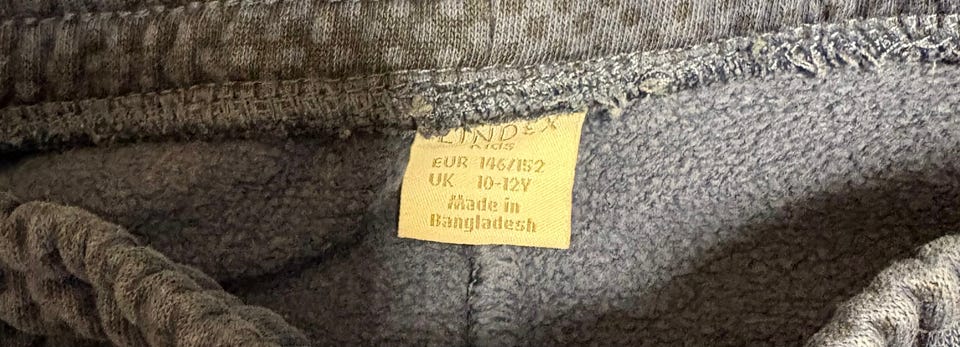 LINDEX
KIDS
EUR 146/152
UK 10-12Y
Made in
Bangladesh